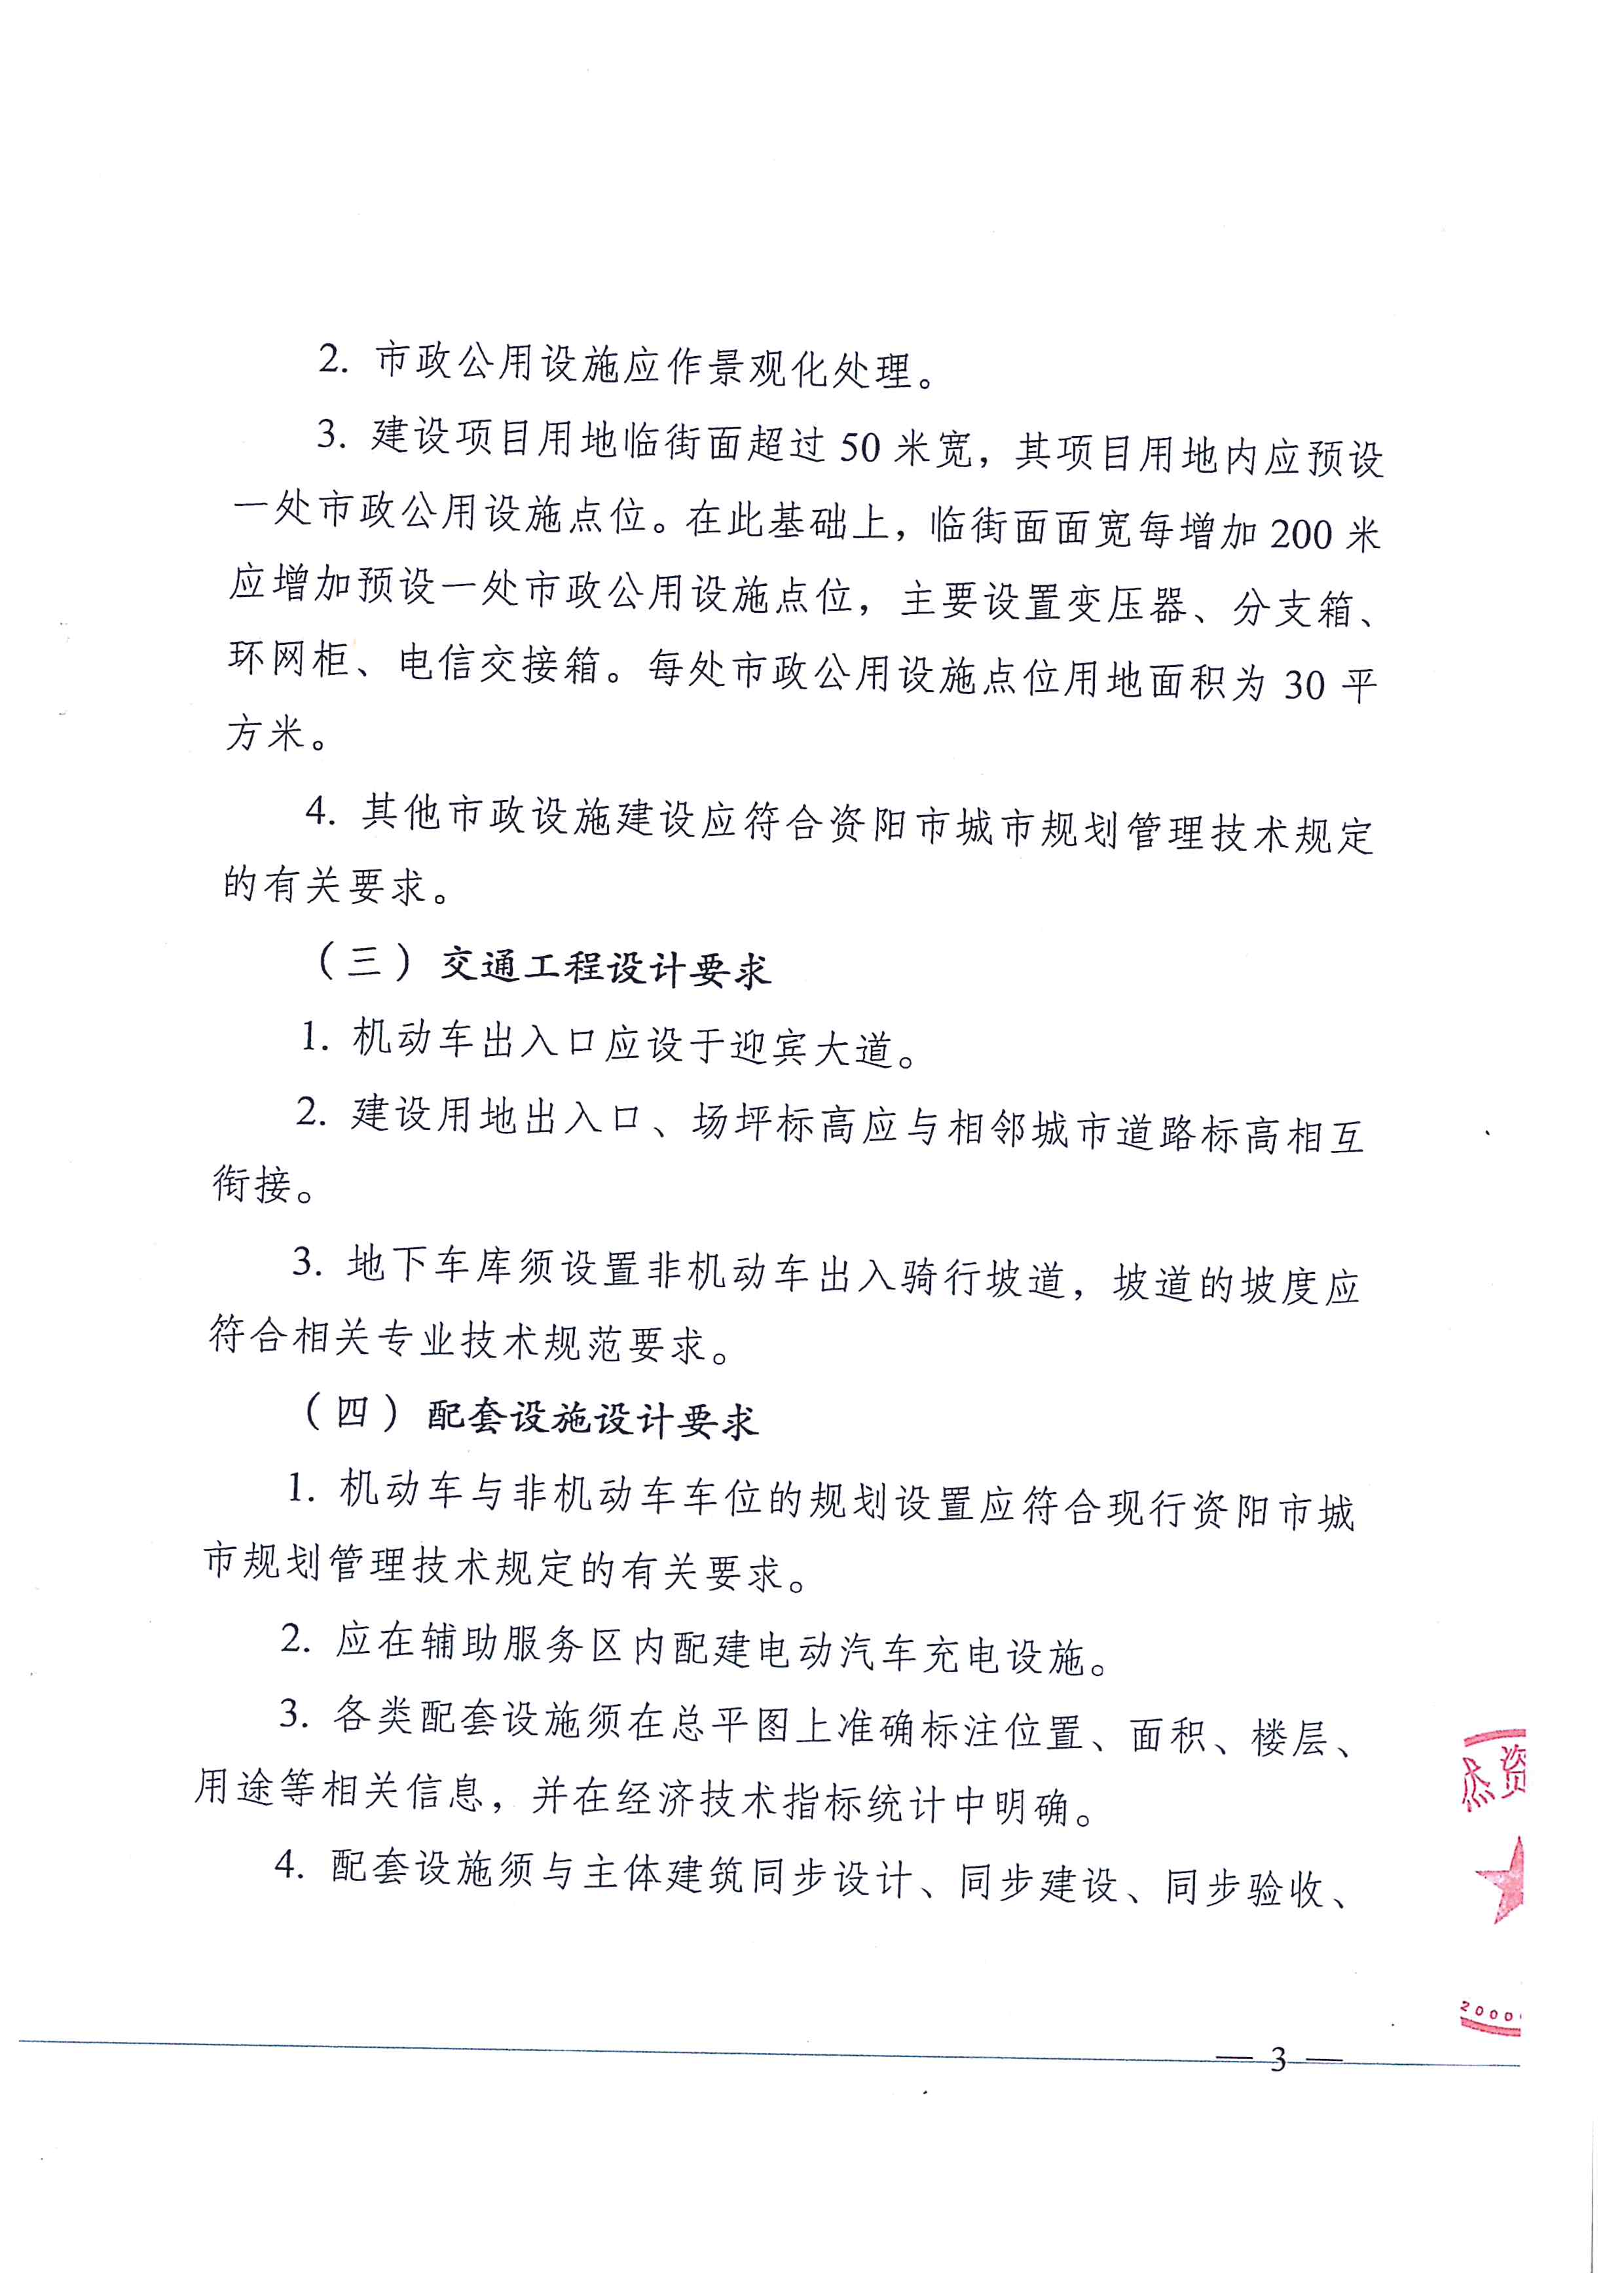 2. 市政公用设施应作景观化处理。
3. 建设项目用地临街面超过 50 米宽，其项目用地内应预设
一处市政公用设施点位。在此基础上，临街面面宽每增加 200 米
应增加预设一处市政公用设施点位，主要设置变压器、分支箱、
环网柜、电信交接箱。每处市政公用设施点位用地面积为 30 平
方米。
4. 其他市政设施建设应符合资阳市城市规划管理技术规定
的有关要求。
（三）交通工程设计要求
1. 机动车出入口应设于迎宾大道。
2. 建设用地出入口、场坪标高应与相邻城市道路标高相互
衔接。
3. 地下车库须设置非机动车出入骑行坡道，坡道的坡度应
符合相关专业技术规范要求。
（四）配套设施设计要求
1. 机动车与非机动车车位的规划设置应符合现行资阳市城
市规划管理技术规定的有关要求。
2. 应在辅助服务区内配建电动汽车充电设施。
3. 各类配套设施须在总平图上准确标注位置、面积、楼层、
用途等相关信息，并在经济技术指标统计中明确。
4. 配套设施须与主体建筑同步设计、同步建设、同步验收、
然资
2000
— 3 —